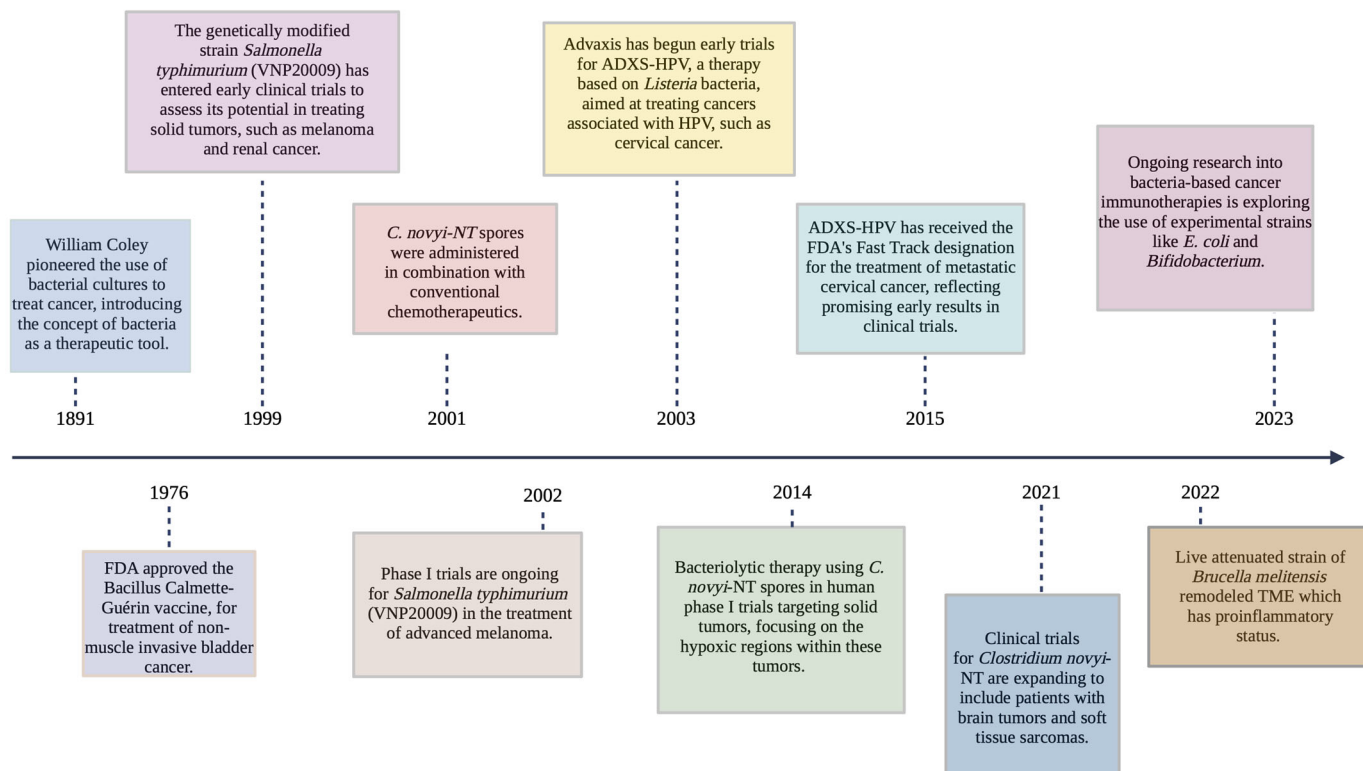 The genetically modified
strain Salmonella
typhimurium (VNP20009) has
entered early clinical trials to
assess its potential in treating
solid tumors, such as melanoma
and renal cancer.
Advaxis has begun early trials
for ADXS-HPV, a therapy
based on Listeria bacteria,
aimed at treating cancers
associated with HPV, such as
cervical cancer.
Ongoing research into
bacteria-based cancer
immunotherapies is exploring
the use of experimental strains
like E. coli and
Bifidobacterium.
William Coley
pioneered the use of
bacterial cultures to
treat cancer, introducing
the concept of bacteria
as a therapeutic tool.
C. novyi-NT spores
were administered
in combination with
conventional
chemotherapeutics.
ADXS-HPV has received the
FDA's Fast Track designation
for the treatment of metastatic
cervical cancer, reflecting
promising early results in
clinical trials.
1891
1999
2001
2003
2015
2023
1976
2002
2014
2021
2022
FDA approved the
Bacillus Calmette-
Guérin vaccine, for
treatment of non-
muscle invasive bladder
cancer.
Phase I trials are ongoing
for Salmonella typhimurium
(VNP20009) in the treatment
of advanced melanoma.
Bacteriolytic therapy using C.
novyi-NT spores in human
phase I trials targeting solid
tumors, focusing on the
hypoxic regions within these
tumors.
Clinical trials
for Clostridium novyi-
NT are expanding to
include patients with
brain tumors and soft
tissue sarcomas.
Live attenuated strain of
Brucella melitensis
remodeled TME which
has proinflammatory
status.